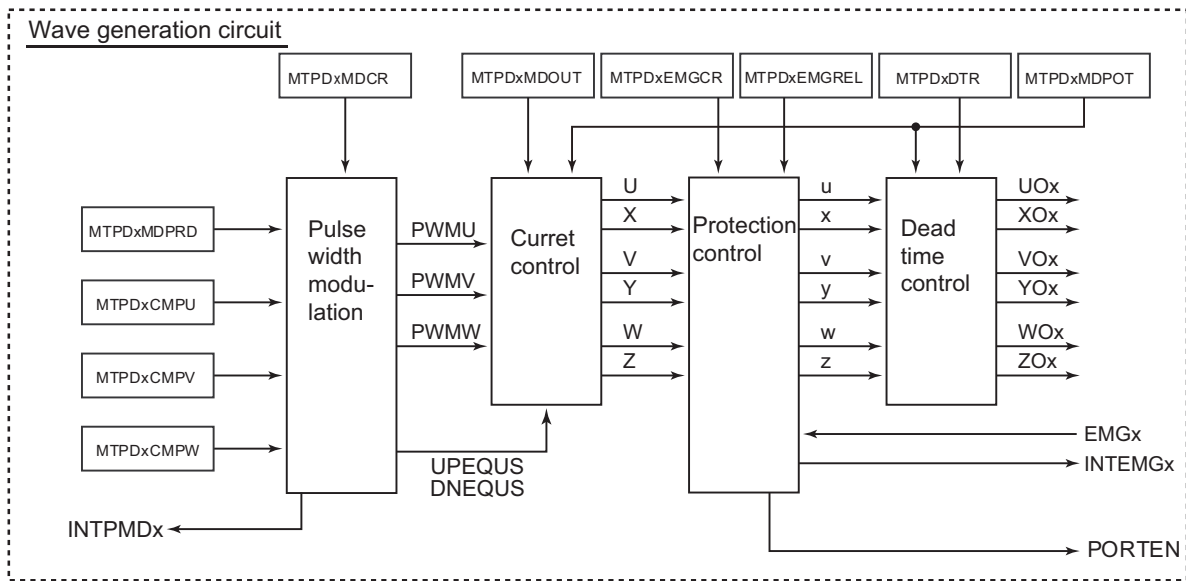 Wave generation circuit
MTPDxMDCR
MTPDxMDOUT
MTPDxEMGCR
MTPDxEMGREL
MTPDxDTR
MTPDxMDPOT
MTPDxMDPRD
MTPDxCMPU
MTPDxCMPV
MTPDxCMPW
Pulse
width
modu-
lation
PWMU
PWMV
PWMW
UPEQUS
DNEQUS
INTPMDx
Curret
control
U
X
V
Y
W
Z
Protection
control
u
x
v
y
w
z
Dead
time
control
UOx
XOx
VOx
YOx
WOx
ZOx
EMGx
INTEMGx
PORTEN